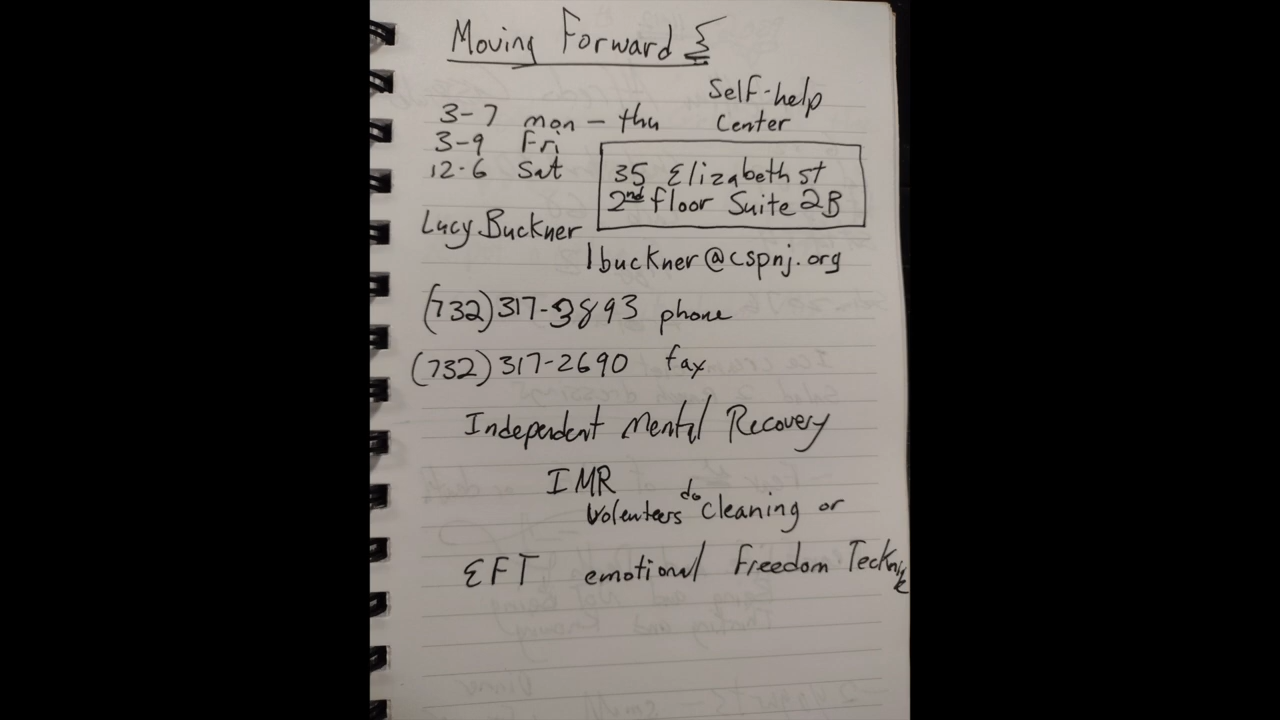 Moving Forward
Self-help
Center
3-7 mon - thu
3-9 Fri
12-6 Sat
35 Elizabeth st
2nd floor Suite 2B
Lucy Buckner
lbuckner@cspnj.org
(732) 317-3893 phone
(732) 317-2690 fax
Independent Mental Recovery
IMR
Volenteers do cleaning or
EFT emotional Freedom